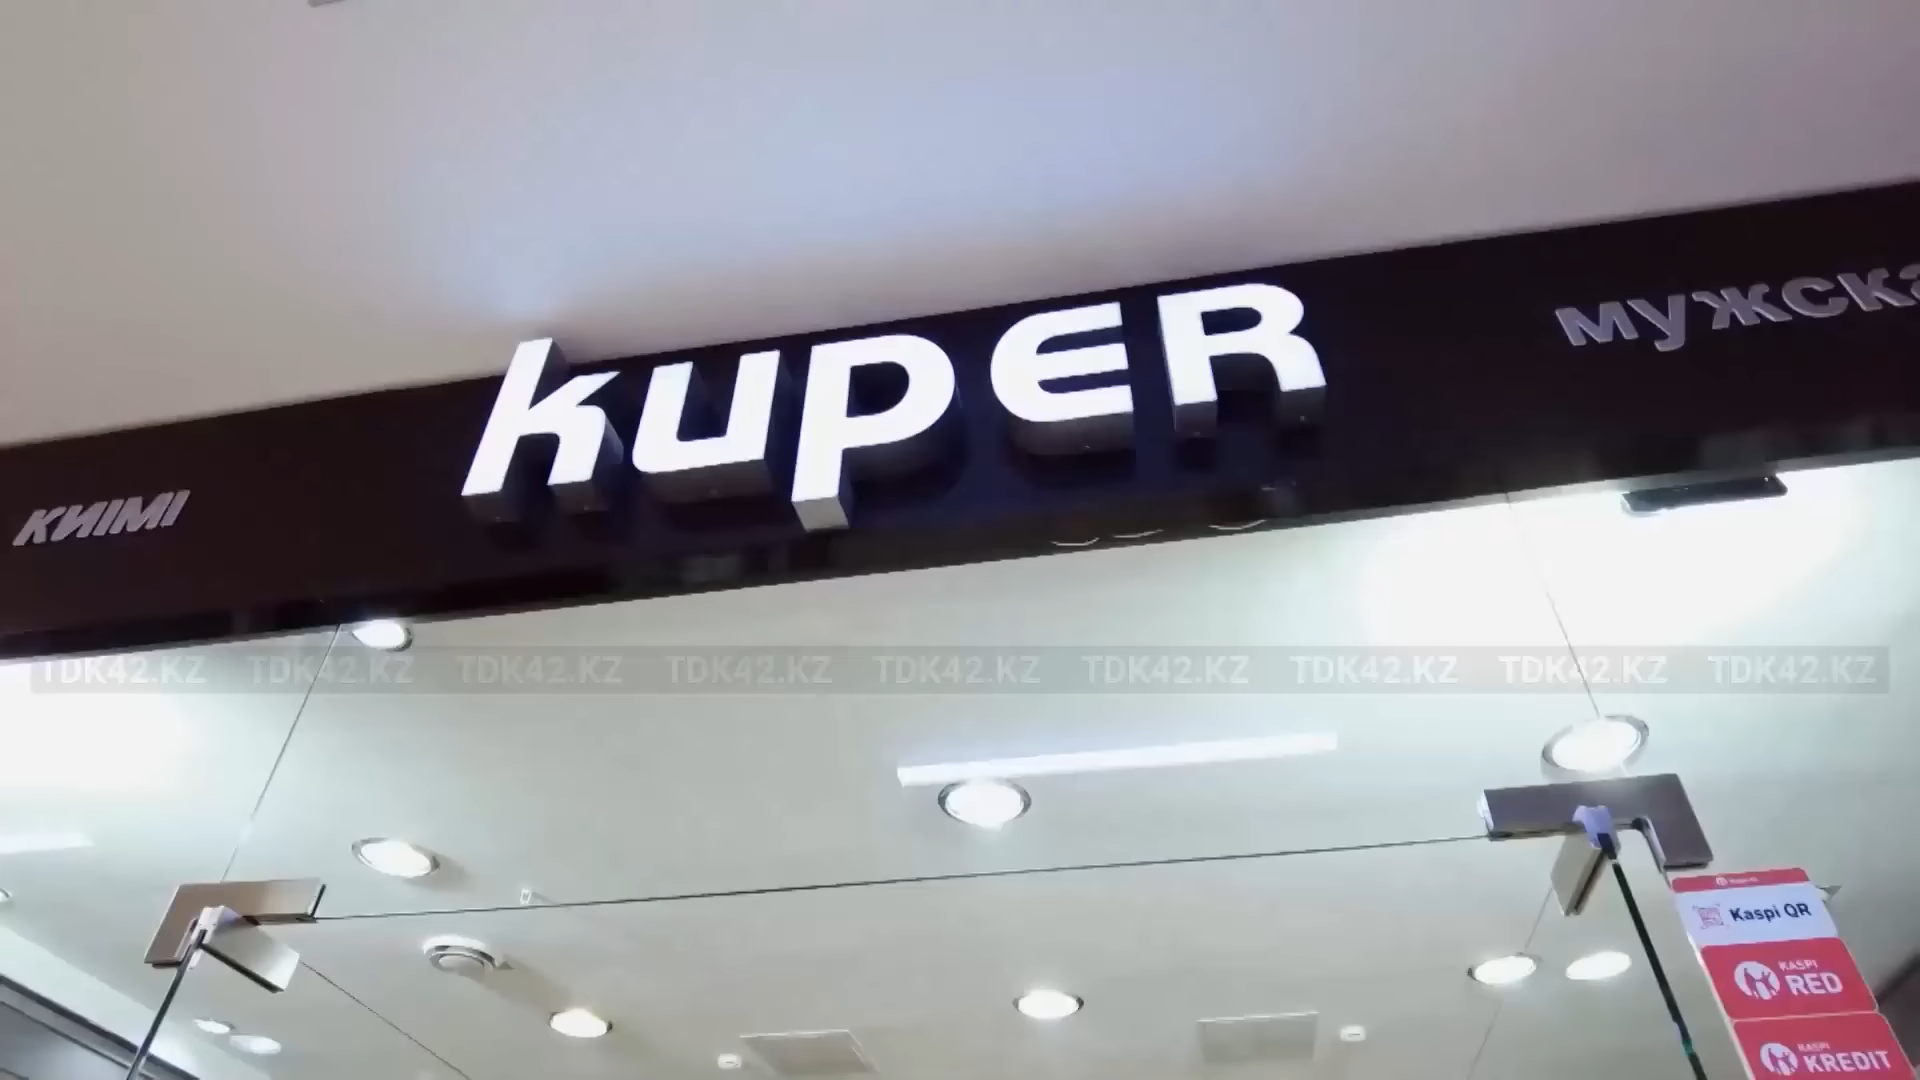 киімі
kupER
мужска
TDK42.KZ TDK42.KZ TDK42.KZ TDK42.KZ TDK42.KZ TDK42.KZ TDK42.KZ TDK42.KZ TDK42.KZ
Kaspi QR
KASPI
RED
KASPI
KREDIT